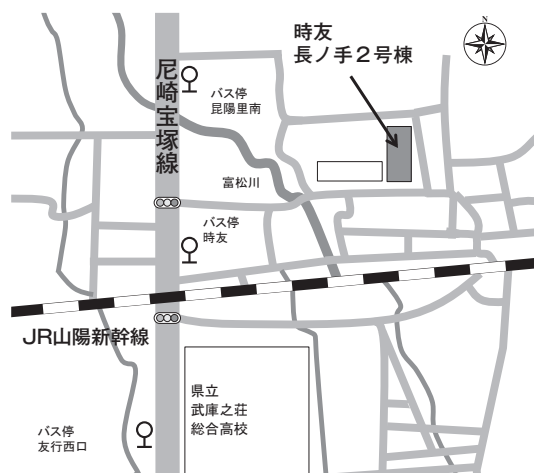 N
時友
長ノ手２号棟
尼崎宝塚線
バス停
昆陽里南
富松川
バス停
時友
JR山陽新幹線
県立
武庫之荘
総合高校
バス停
友行西口